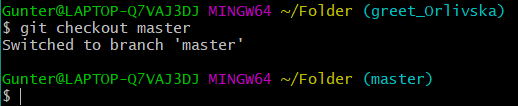 Gunter@LAPTOP-Q7VAJ3DJ MINGW64 ~/Folder (greet_Orlivska)
$ git checkout master
Switched to branch 'master'
Gunter@LAPTOP-Q7VAJ3DJ MINGW64 ~/Folder (master)
$